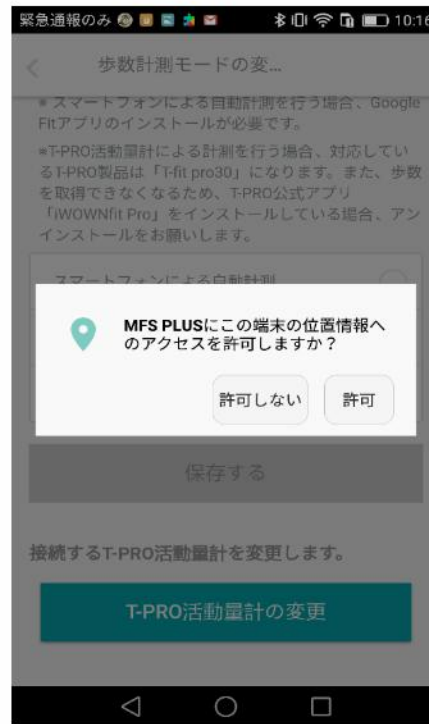 緊急通報のみ 10:16
歩数計測モードの変...
* スマートフォンによる自動計測を行う場合、Google
Fitアプリのインストールが必要です。
*T-PRO活動量計による計測を行う場合、対応してい
るT-PRO製品は「T-fit pro30」になります。また、歩数
を取得できなくなるため、T-PRO公式アプリ
「iWOWNfit Pro」をインストールしている場合、アン
インストールをお願いします。
スマートフォンによる自動計測
MFS PLUSにこの端末の位置情報へ
のアクセスを許可しますか？
許可しない 許可
保存する
接続するT-PRO活動量計を変更します。
T-PRO活動量計の変更